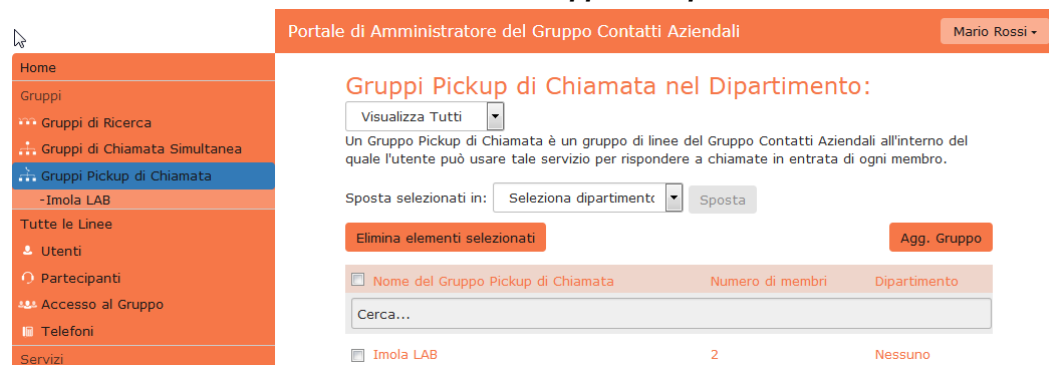 Portale di Amministratore del Gruppo Contatti Aziendali
Mario Rossi
Home
Gruppi
Gruppi di Ricerca
Gruppi di Chiamata Simultanea
Gruppi Pickup di Chiamata
-Imola LAB
Tutte le Linee
Utenti
Partecipanti
Accesso al Gruppo
Telefoni
Servizi
Gruppi Pickup di Chiamata nel Dipartimento:
Visualizza Tutti
Un Gruppo Pickup di Chiamata è un gruppo di linee del Gruppo Contatti Aziendali all'interno del
quale l'utente può usare tale servizio per rispondere a chiamate in entrata di ogni membro.
Sposta selezionati in: Seleziona dipartimento Sposta
Elimina elementi selezionati Agg. Gruppo
Nome del Gruppo Pickup di Chiamata Numero di membri Dipartimento
Cerca...
Imola LAB 2 Nessuno